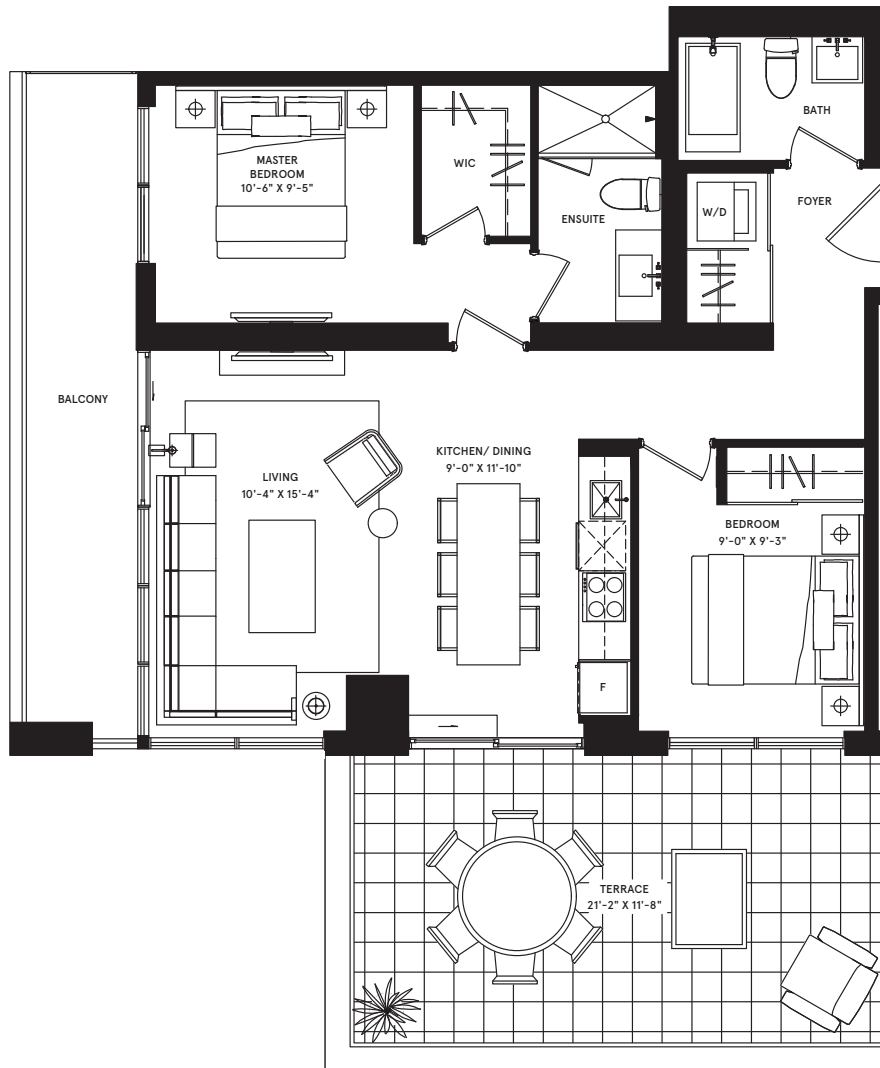 BATH
MASTER
BEDROOM
10'-6" X 9'-5"
WIC
ENSUITE
W/D
FOYER
BALCONY
LIVING
10'-4" X 15'-4"
KITCHEN/ DINING
9'-0" X 11'-10"
BEDROOM
9'-0" X 9'-3"
F
TERRACE
21'-2" X 11'-8"